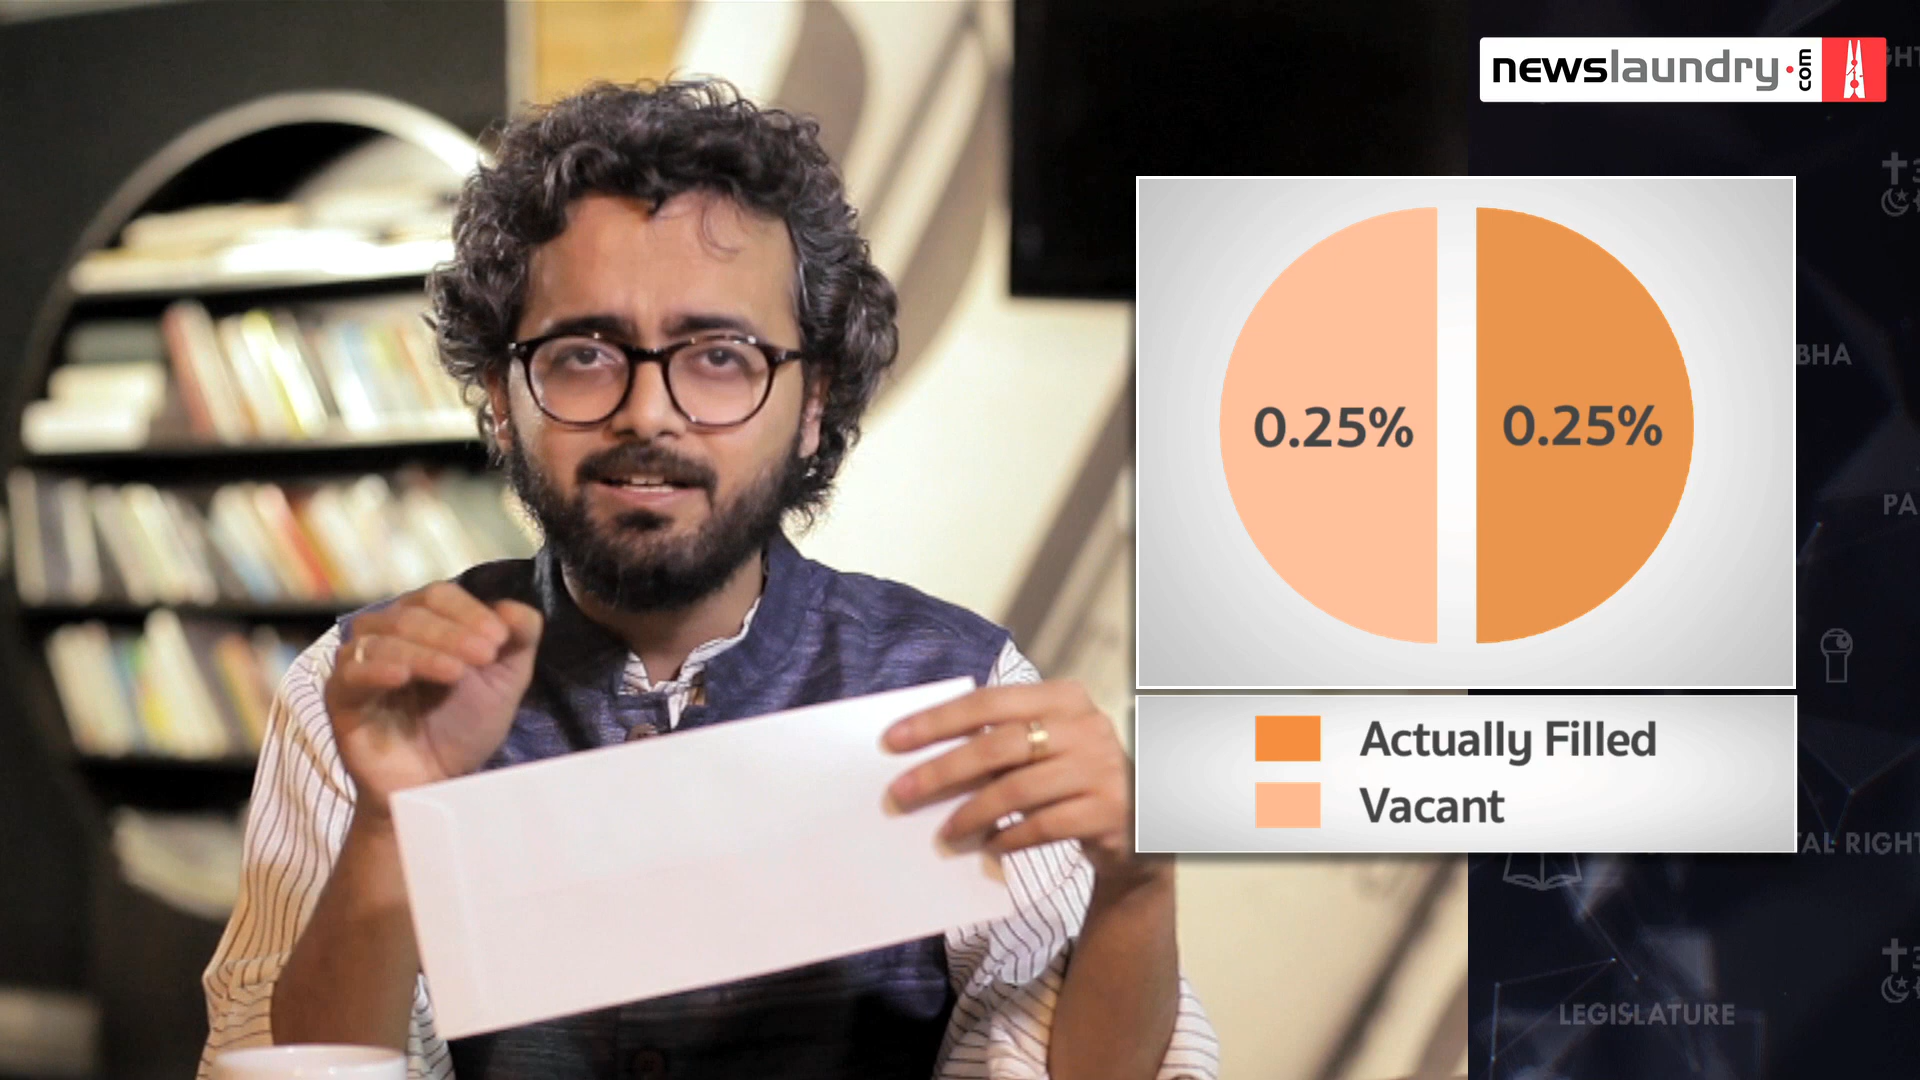 newslaundry.com
0.25%
0.25%
Actually Filled
Vacant
BHA
PA
AL RIGHT
LEGISLATURE